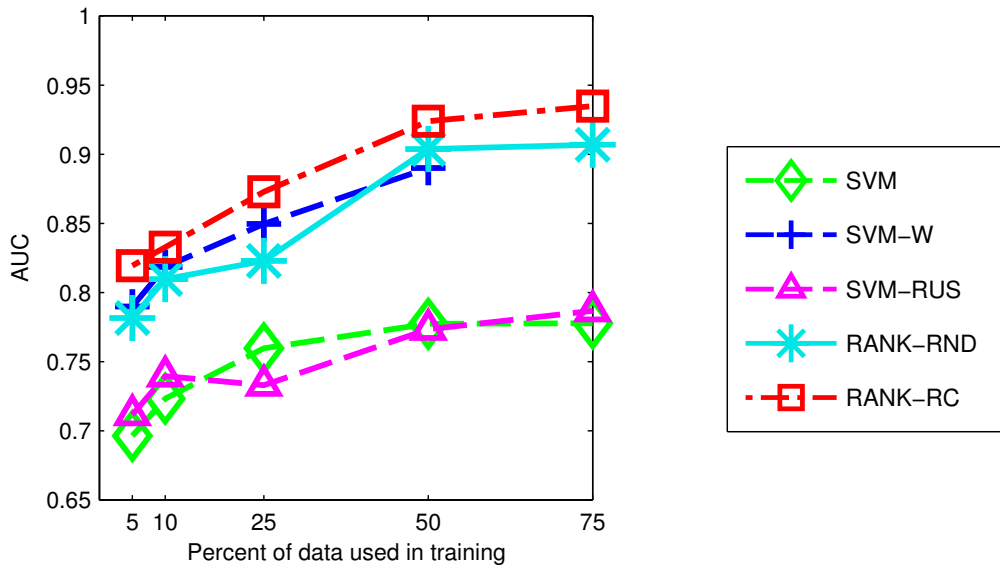 1
0.95
0.9
0.85
0.8
0.75
0.7
0.65
AUC
5 10 25 50 75
Percent of data used in training
SVM
SVM−W
SVM−RUS
RANK−RND
RANK−RC